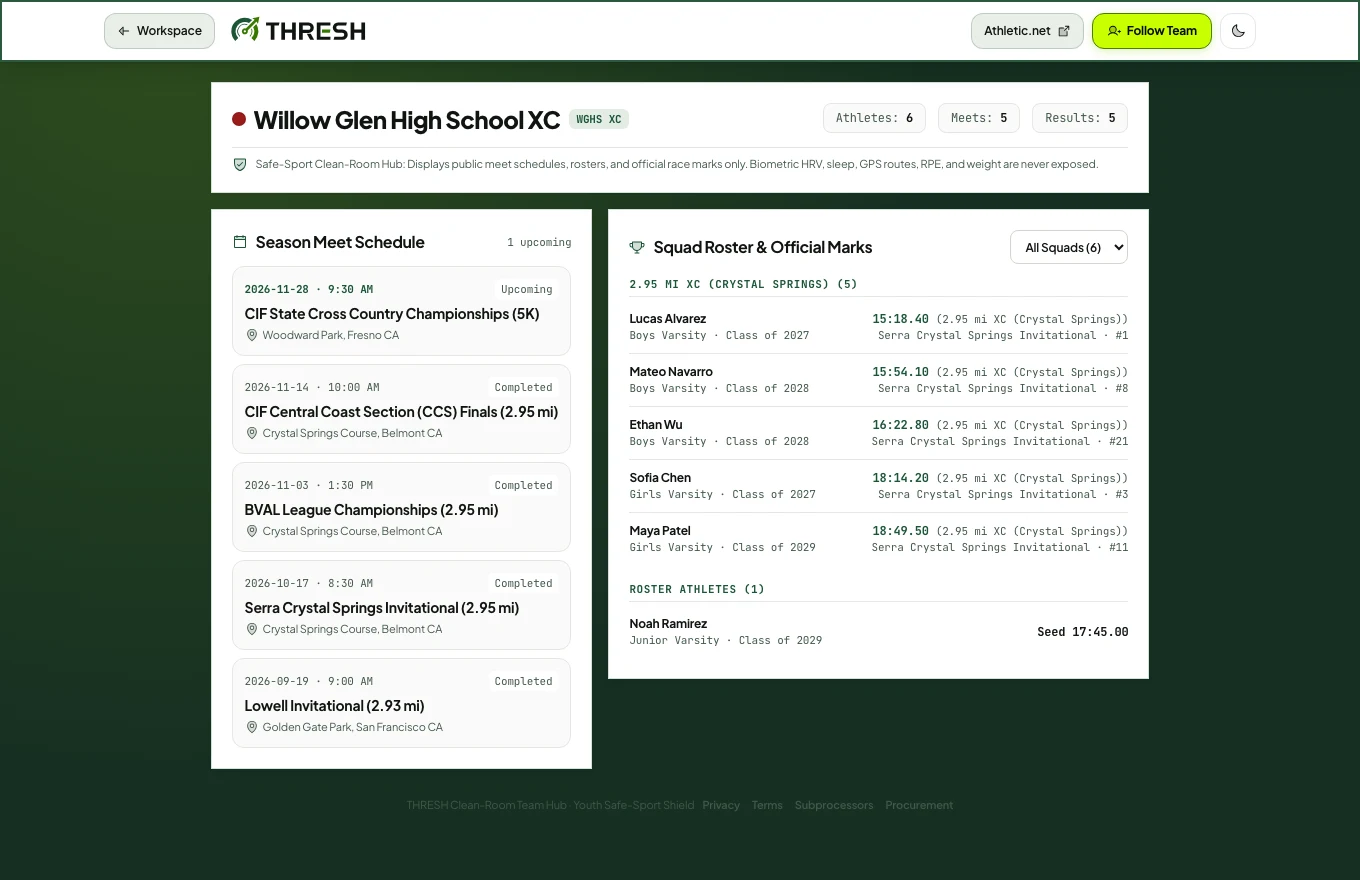 Workspace
THRESH
Athletic.net
Follow Team
Willow Glen High School XC
WGHS XC
Athletes: 6
Meets: 5
Results: 5
Safe-Sport Clean-Room Hub: Displays public meet schedules, rosters, and official race marks only. Biometric HRV, sleep, GPS routes, RPE, and weight are never exposed.
Season Meet Schedule
1 upcoming
2026-11-28 · 9:30 AM
Upcoming
CIF State Cross Country Championships (5K)
Woodward Park, Fresno CA
2026-11-14 · 10:00 AM
Completed
CIF Central Coast Section (CCS) Finals (2.95 mi)
Crystal Springs Course, Belmont CA
2026-11-03 · 1:30 PM
Completed
BVAL League Championships (2.95 mi)
Crystal Springs Course, Belmont CA
2026-10-17 · 8:30 AM
Completed
Serra Crystal Springs Invitational (2.95 mi)
Crystal Springs Course, Belmont CA
2026-09-19 · 9:00 AM
Completed
Lowell Invitational (2.93 mi)
Golden Gate Park, San Francisco CA
Squad Roster & Official Marks
All Squads (6)
2.95 MI XC (CRYSTAL SPRINGS) (5)
Lucas Alvarez
15:18.40 (2.95 mi XC (Crystal Springs))
Boys Varsity · Class of 2027
Serra Crystal Springs Invitational · #1
Mateo Navarro
15:54.10 (2.95 mi XC (Crystal Springs))
Boys Varsity · Class of 2028
Serra Crystal Springs Invitational · #8
Ethan Wu
16:22.80 (2.95 mi XC (Crystal Springs))
Boys Varsity · Class of 2028
Serra Crystal Springs Invitational · #21
Sofia Chen
18:14.20 (2.95 mi XC (Crystal Springs))
Girls Varsity · Class of 2027
Serra Crystal Springs Invitational · #3
Maya Patel
18:49.50 (2.95 mi XC (Crystal Springs))
Girls Varsity · Class of 2029
Serra Crystal Springs Invitational · #11
ROSTER ATHLETES (1)
Noah Ramirez
Junior Varsity · Class of 2029
Seed 17:45.00
THRESH Clean-Room Team Hub · Youth Safe-Sport Shield Privacy Terms Subprocessors Procurement